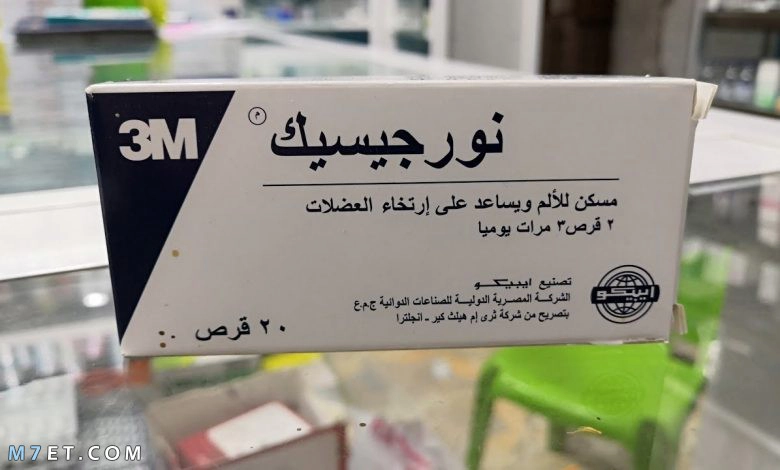 3M
نورجيسيك
م
مسكن للألم ويساعد على إرتخاء العضلات
٢ قرص٣ مرات يوميا
تصنيع ايبيكو
الشركة المصرية الدولية للصناعات الدوائية ج.م.ع
بتصريح من شركة ثرى إم هيلث كير - انجلترا
ايبيكو
٢٠ قرص
M7ET.COM